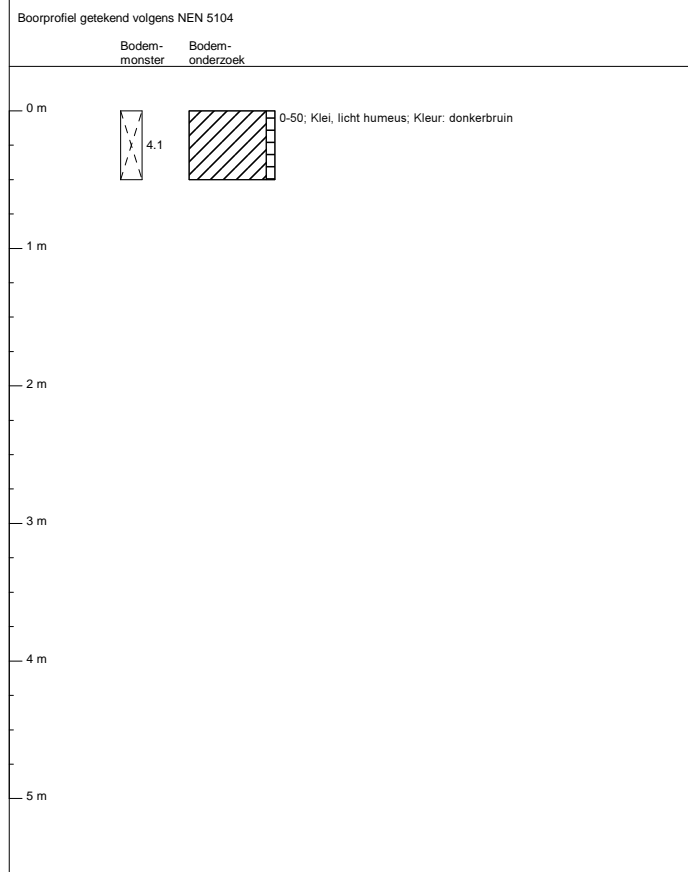 Boorprofiel getekend volgens NEN 5104
Bodem-
monster
Bodem-
onderzoek
0 m
4.1
0-50; Klei, licht humeus; Kleur: donkerbruin
1 m
2 m
3 m
4 m
5 m